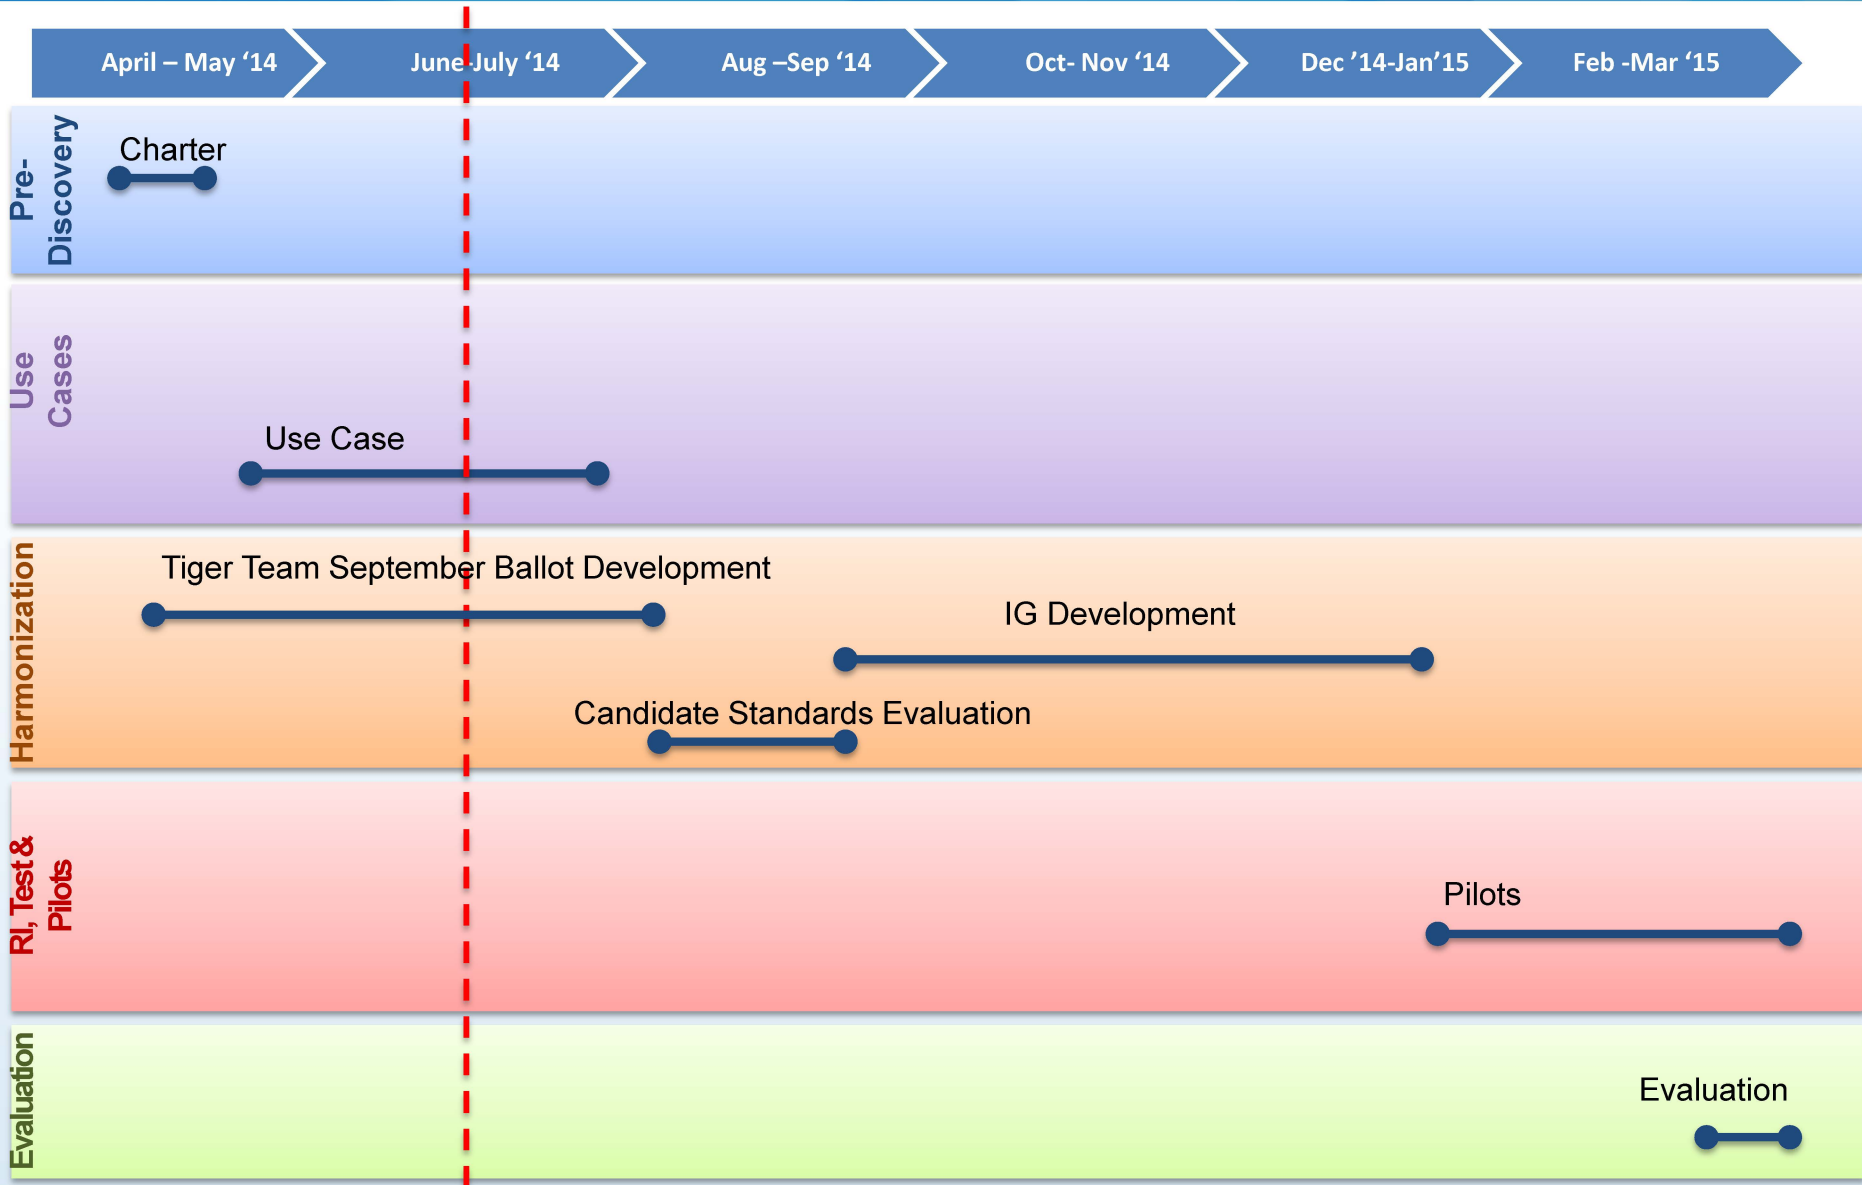 April – May ‘14
June-July ‘14
Aug –Sep ‘14
Oct- Nov ‘14
Dec ’14-Jan’15
Feb -Mar ‘15
Pre-
Discovery
Charter
Use
Cases
Use Case
Harmonization
Tiger Team September Ballot Development
IG Development
Candidate Standards Evaluation
RI, Test &
Pilots
Pilots
Evaluation
Evaluation